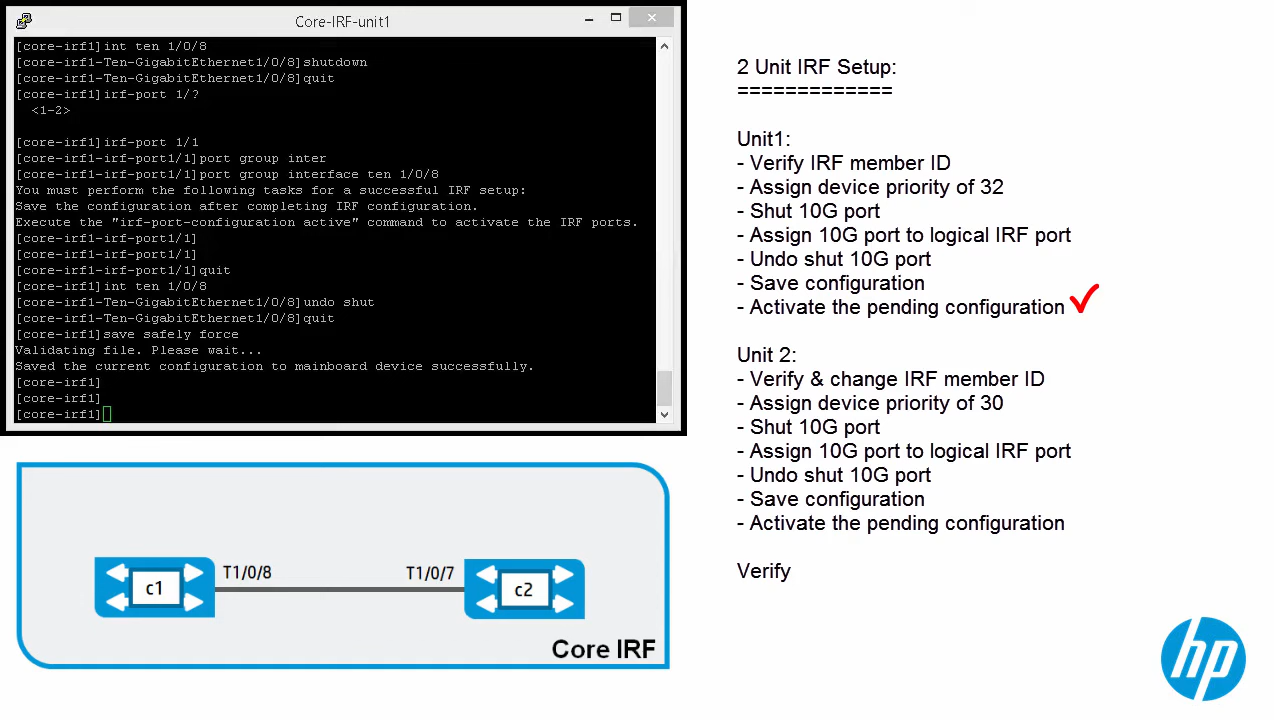 Core-IRF-unit1
[core-irf1]int ten 1/0/8
[core-irf1-Ten-GigabitEthernet1/0/8]shutdown
[core-irf1-Ten-GigabitEthernet1/0/8]quit
[core-irf1]irf-port 1/?
<1-2>
[core-irf1]irf-port 1/1
[core-irf1-irf-port1/1]port group inter
[core-irf1-irf-port1/1]port group interface ten 1/0/8
You must perform the following tasks for a successful IRF setup:
Save the configuration after completing IRF configuration.
Execute the "irf-port-configuration active" command to activate the IRF ports.
[core-irf1-irf-port1/1]
[core-irf1-irf-port1/1]
[core-irf1-irf-port1/1]quit
[core-irf1]int ten 1/0/8
[core-irf1-Ten-GigabitEthernet1/0/8]undo shut
[core-irf1-Ten-GigabitEthernet1/0/8]quit
[core-irf1]save safely force
Validating file. Please wait...
Saved the current configuration to mainboard device successfully.
[core-irf1]
[core-irf1]
[core-irf1]
2 Unit IRF Setup:
=============
Unit1:
- Verify IRF member ID
- Assign device priority of 32
- Shut 10G port
- Assign 10G port to logical IRF port
- Undo shut 10G port
- Save configuration
- Activate the pending configuration
Unit 2:
- Verify & change IRF member ID
- Assign device priority of 30
- Shut 10G port
- Assign 10G port to logical IRF port
- Undo shut 10G port
- Save configuration
- Activate the pending configuration
Verify
c1
T1/0/8
T1/0/7
c2
Core IRF
hp